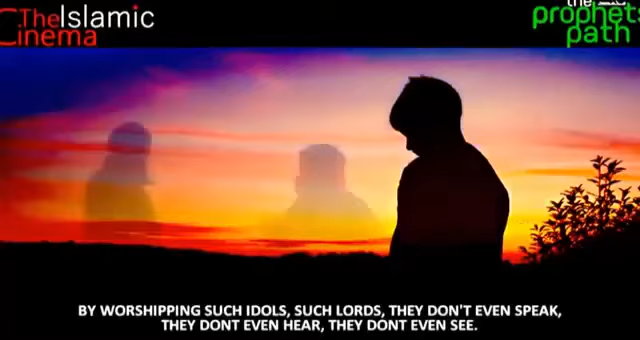 TheIslamic
Cinema
the
prophets
path
BY WORSHIPPING SUCH IDOLS, SUCH LORDS, THEY DON'T EVEN SPEAK,
THEY DONT EVEN HEAR, THEY DONT EVEN SEE.